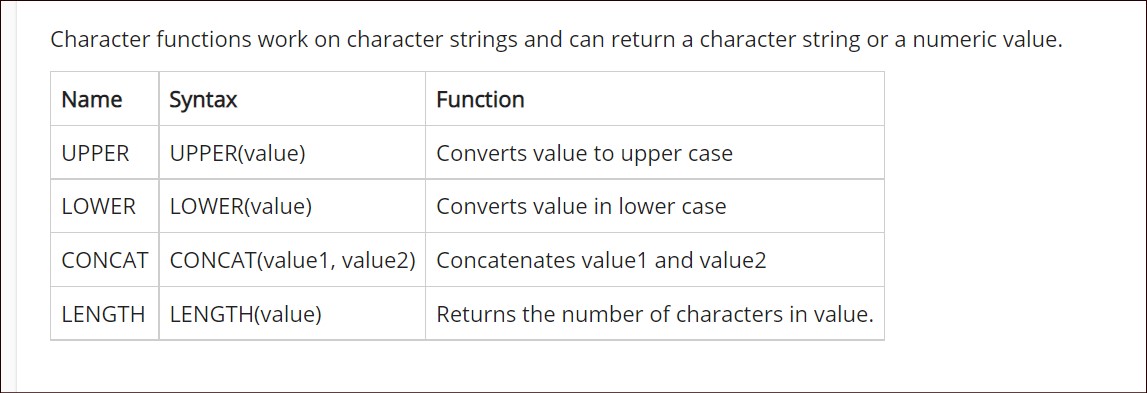 Character functions work on character strings and can return a character string or a numeric value.
Name Syntax Function
UPPER UPPER(value) Converts value to upper case
LOWER LOWER(value) Converts value in lower case
CONCAT CONCAT(value1, value2) Concatenates value1 and value2
LENGTH LENGTH(value) Returns the number of characters in value.